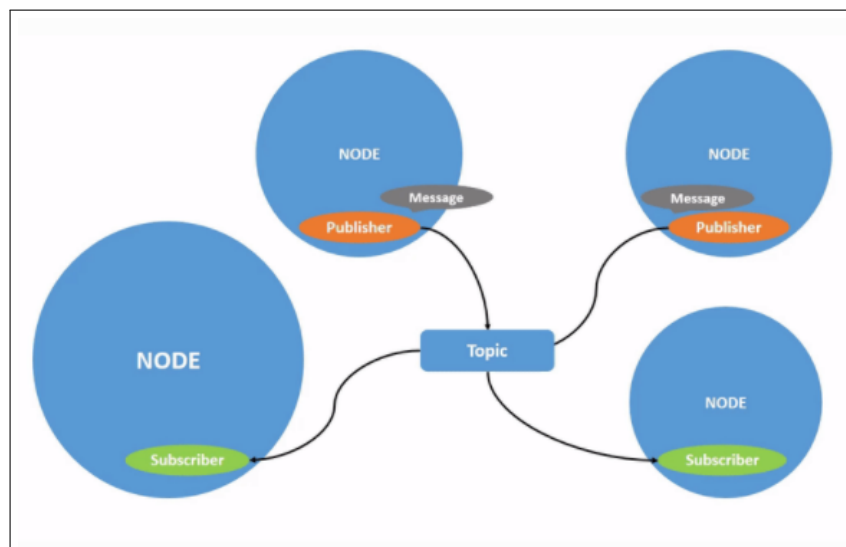 NODE
Message
Publisher
NODE
Message
Publisher
Topic
NODE
Subscriber
NODE
Subscriber